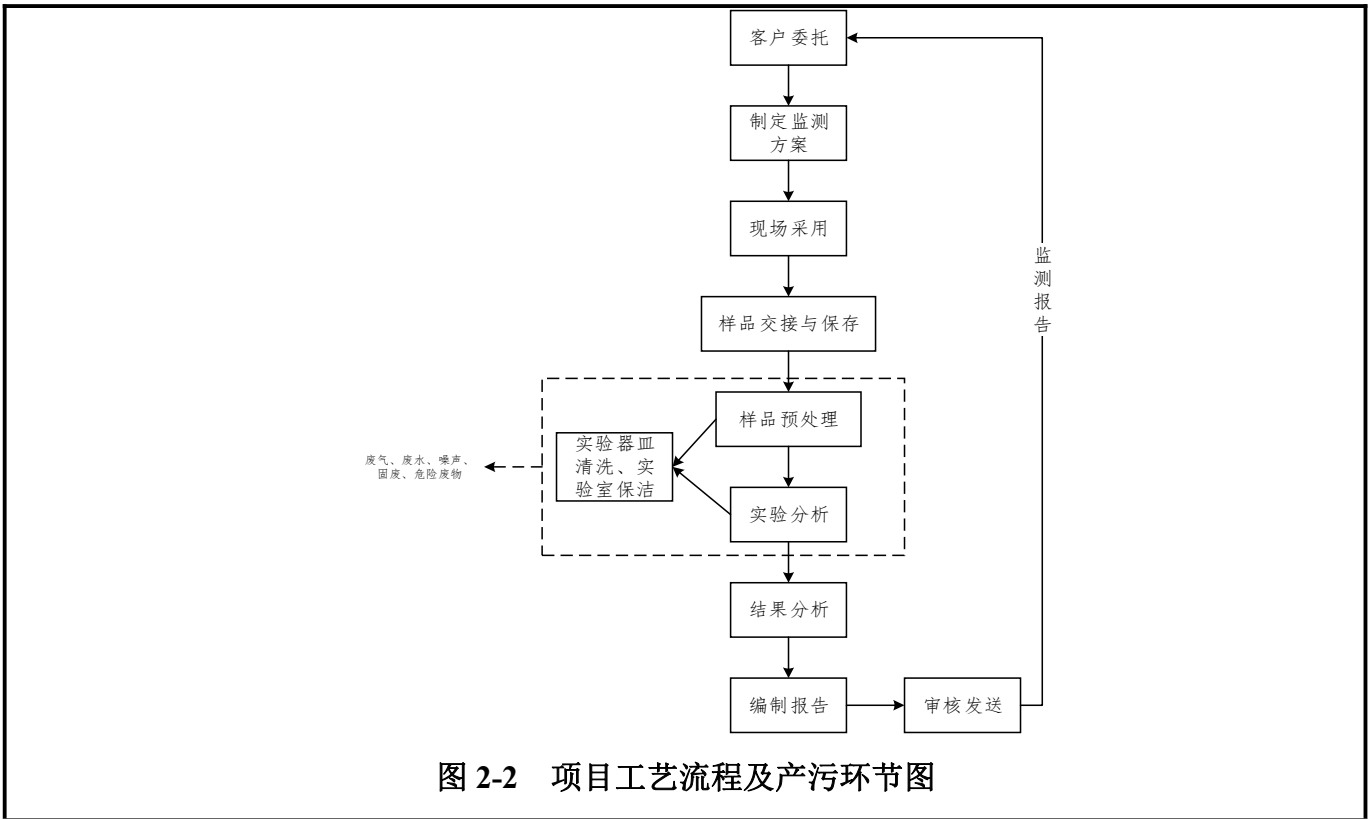 客户委托
制定监测
方案
现场采用
样品交接与保存
样品预处理
实验器皿
清洗、实
验室保洁
废气、废水、噪声、
固废、危险废物
实验分析
结果分析
编制报告
审核发送
监测报告
图 2-2 项目工艺流程及产污环节图